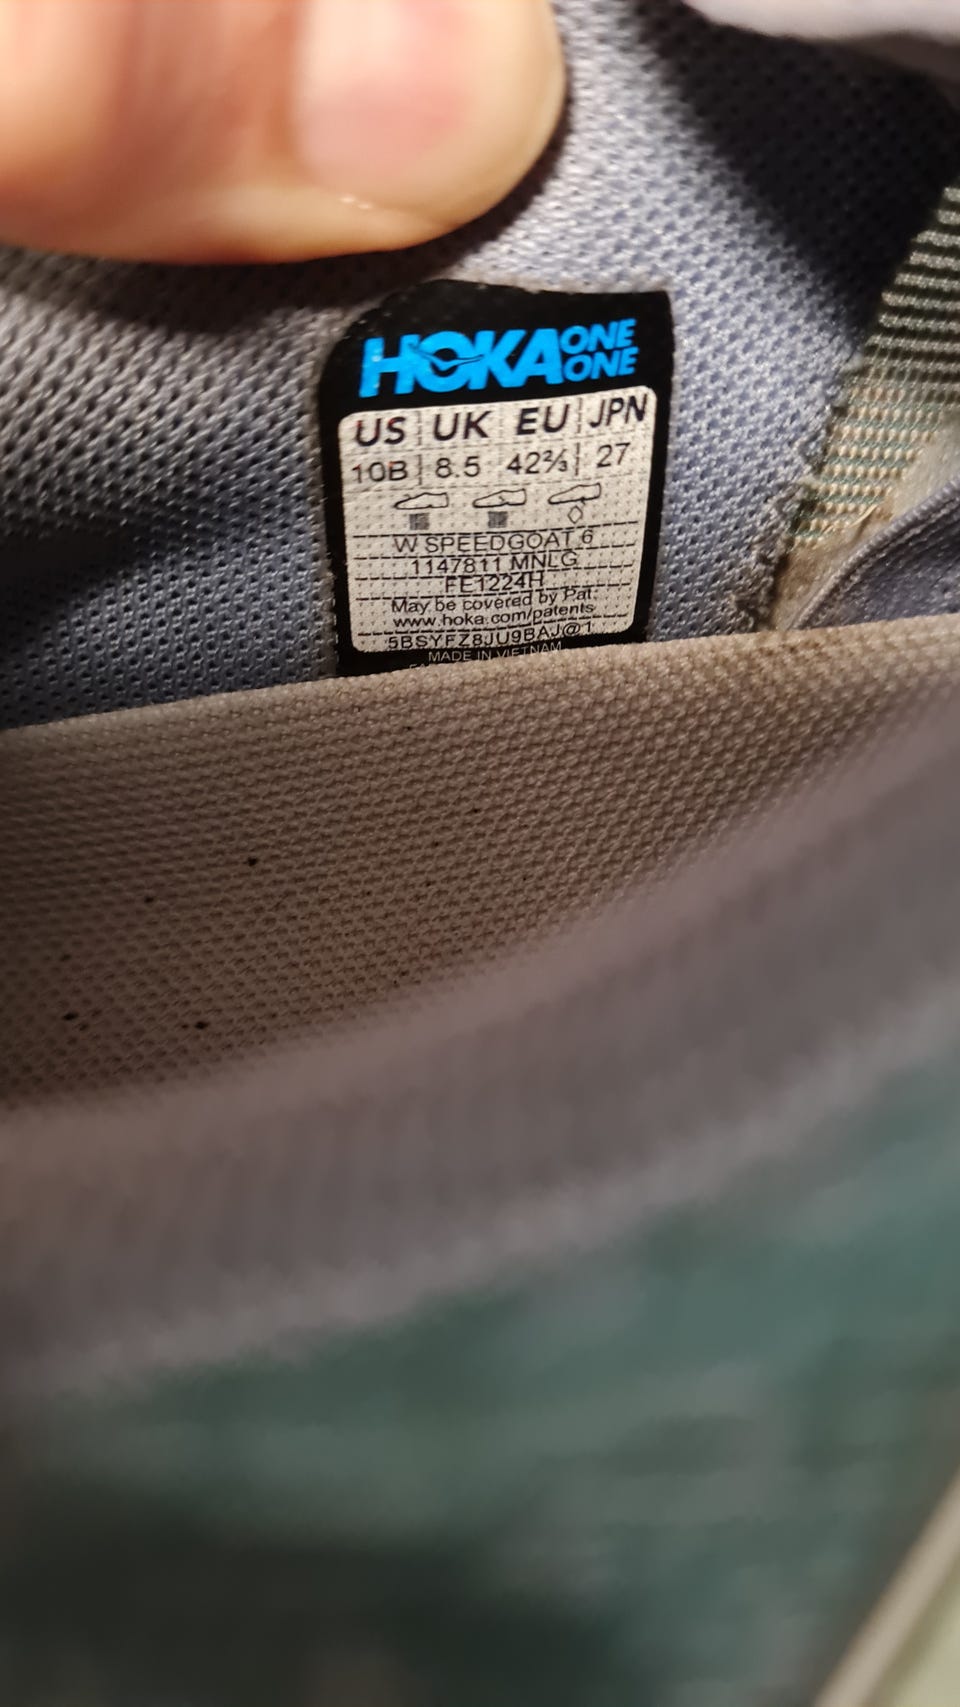 HOKA ONE ONE
US UK EU JPN
10B 8.5 42⅔ 27
W SPEEDGOAT 6
1147811 MNLG
FE1224H
May be covered by Pat.
www.hoka.com/patents
5BSYFZ8JU9BAJ@1
MADE IN VIETNAM